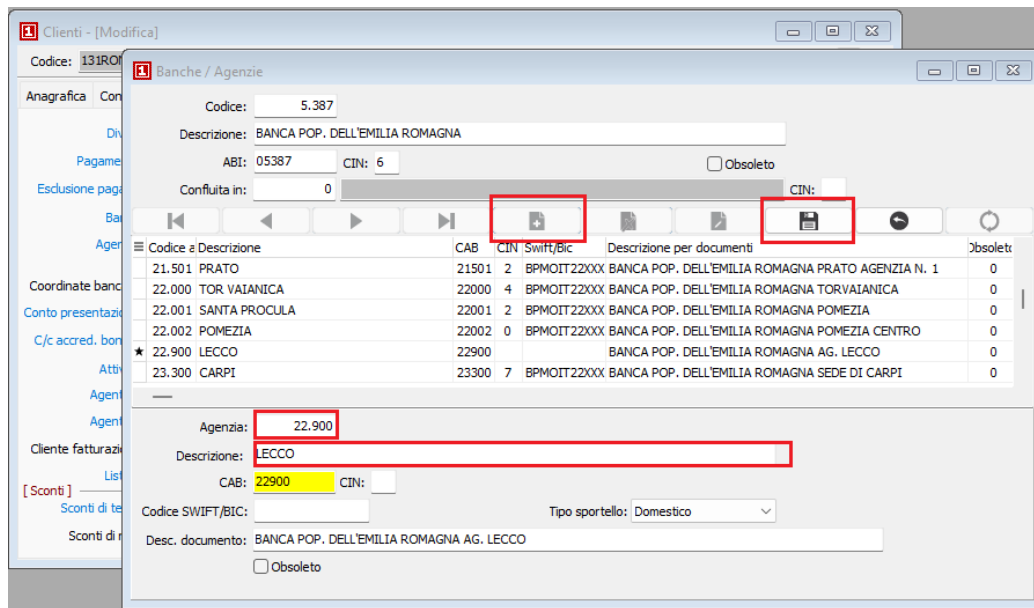 Clienti - [Modifica]
Codice: 131ROM
Banche / Agenzie
Anagrafica Con
Codice: 5.387
Div
Descrizione: BANCA POP. DELL'EMILIA ROMAGNA
Pagame
ABI: 05387 CIN: 6 Obsoleto
Esclusione paga
Confluita in: 0 CIN:
Ban
Agen
Codice a Descrizione CAB CIN Swift/Bic Descrizione per documenti Obsoleto
21.501 PRATO 21501 2 BPMOIT22XXX BANCA POP. DELL'EMILIA ROMAGNA PRATO AGENZIA N. 1 0
Coordinate banc
22.000 TOR VAIANICA 22000 4 BPMOIT22XXX BANCA POP. DELL'EMILIA ROMAGNA TORVAIANICA 0
Conto presentazio
22.001 SANTA PROCULA 22001 2 BPMOIT22XXX BANCA POP. DELL'EMILIA ROMAGNA POMEZIA 0
22.002 POMEZIA 22002 0 BPMOIT22XXX BANCA POP. DELL'EMILIA ROMAGNA POMEZIA CENTRO 0
C/c accred. bon
22.900 LECCO 22900 BANCA POP. DELL'EMILIA ROMAGNA AG. LECCO 0
Attiv
23.300 CARPI 23300 7 BPMOIT22XXX BANCA POP. DELL'EMILIA ROMAGNA SEDE DI CARPI 0
Agent
Agent
Agenzia: 22.900
Cliente fatturazio
Descrizione: LECCO
List
CAB: 22900 CIN:
[ Sconti ]
Sconti di te
Codice SWIFT/BIC: Tipo sportello: Domestico
Sconti di r
Desc. documento: BANCA POP. DELL'EMILIA ROMAGNA AG. LECCO
Obsoleto